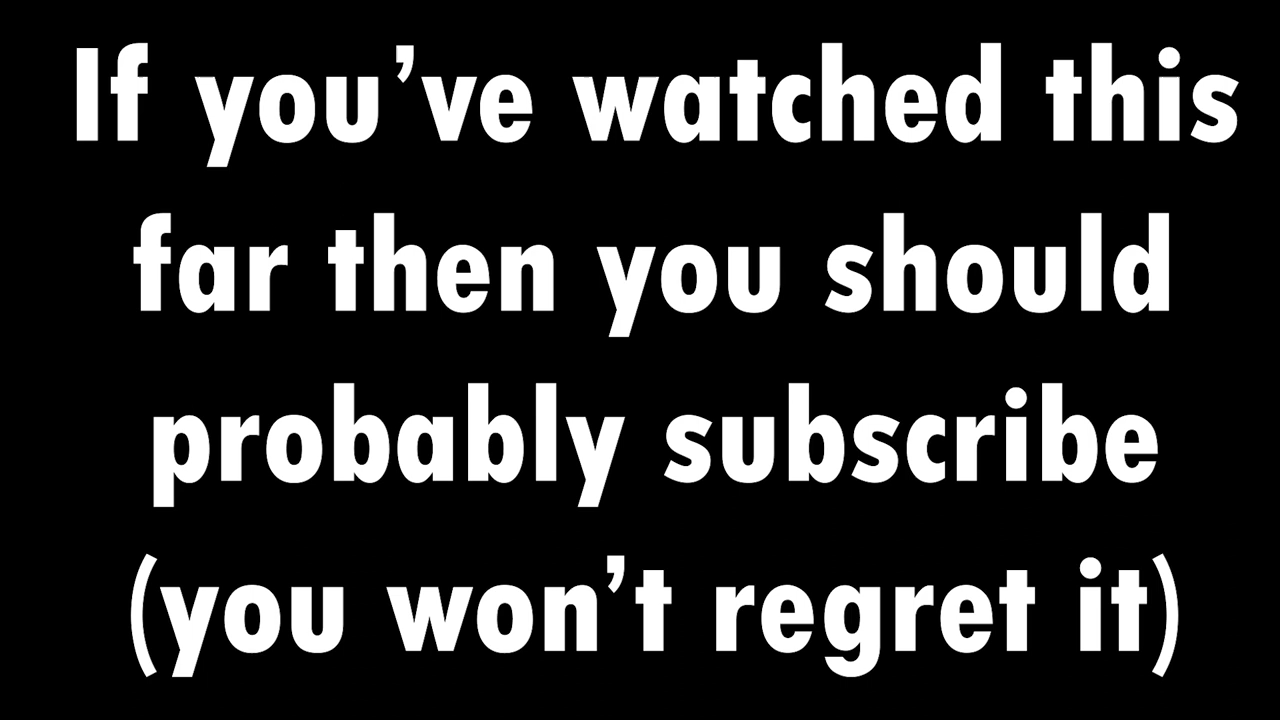 If you’ve watched this
far then you should
probably subscribe
(you won’t regret it)